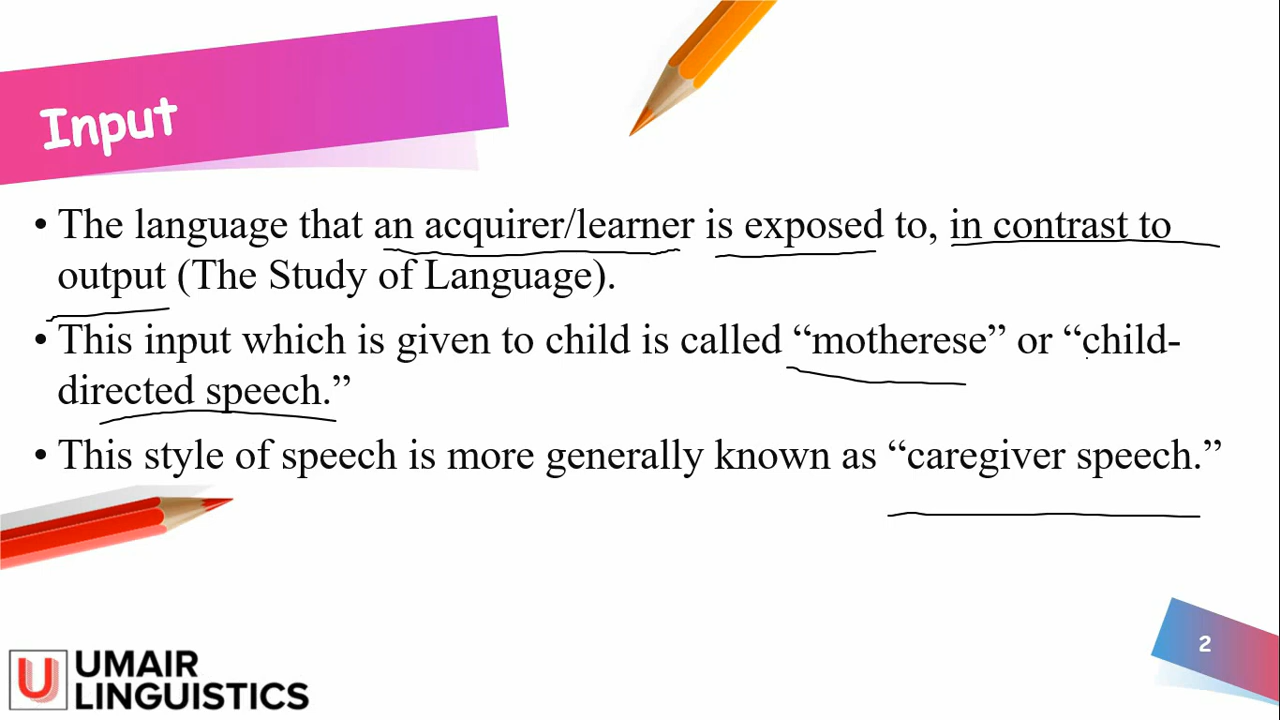 Input
• The language that an acquirer/learner is exposed to, in contrast to
output (The Study of Language).
• This input which is given to child is called “motherese” or “child-
directed speech.”
• This style of speech is more generally known as “caregiver speech.”
U UMAIR
LINGUISTICS
2